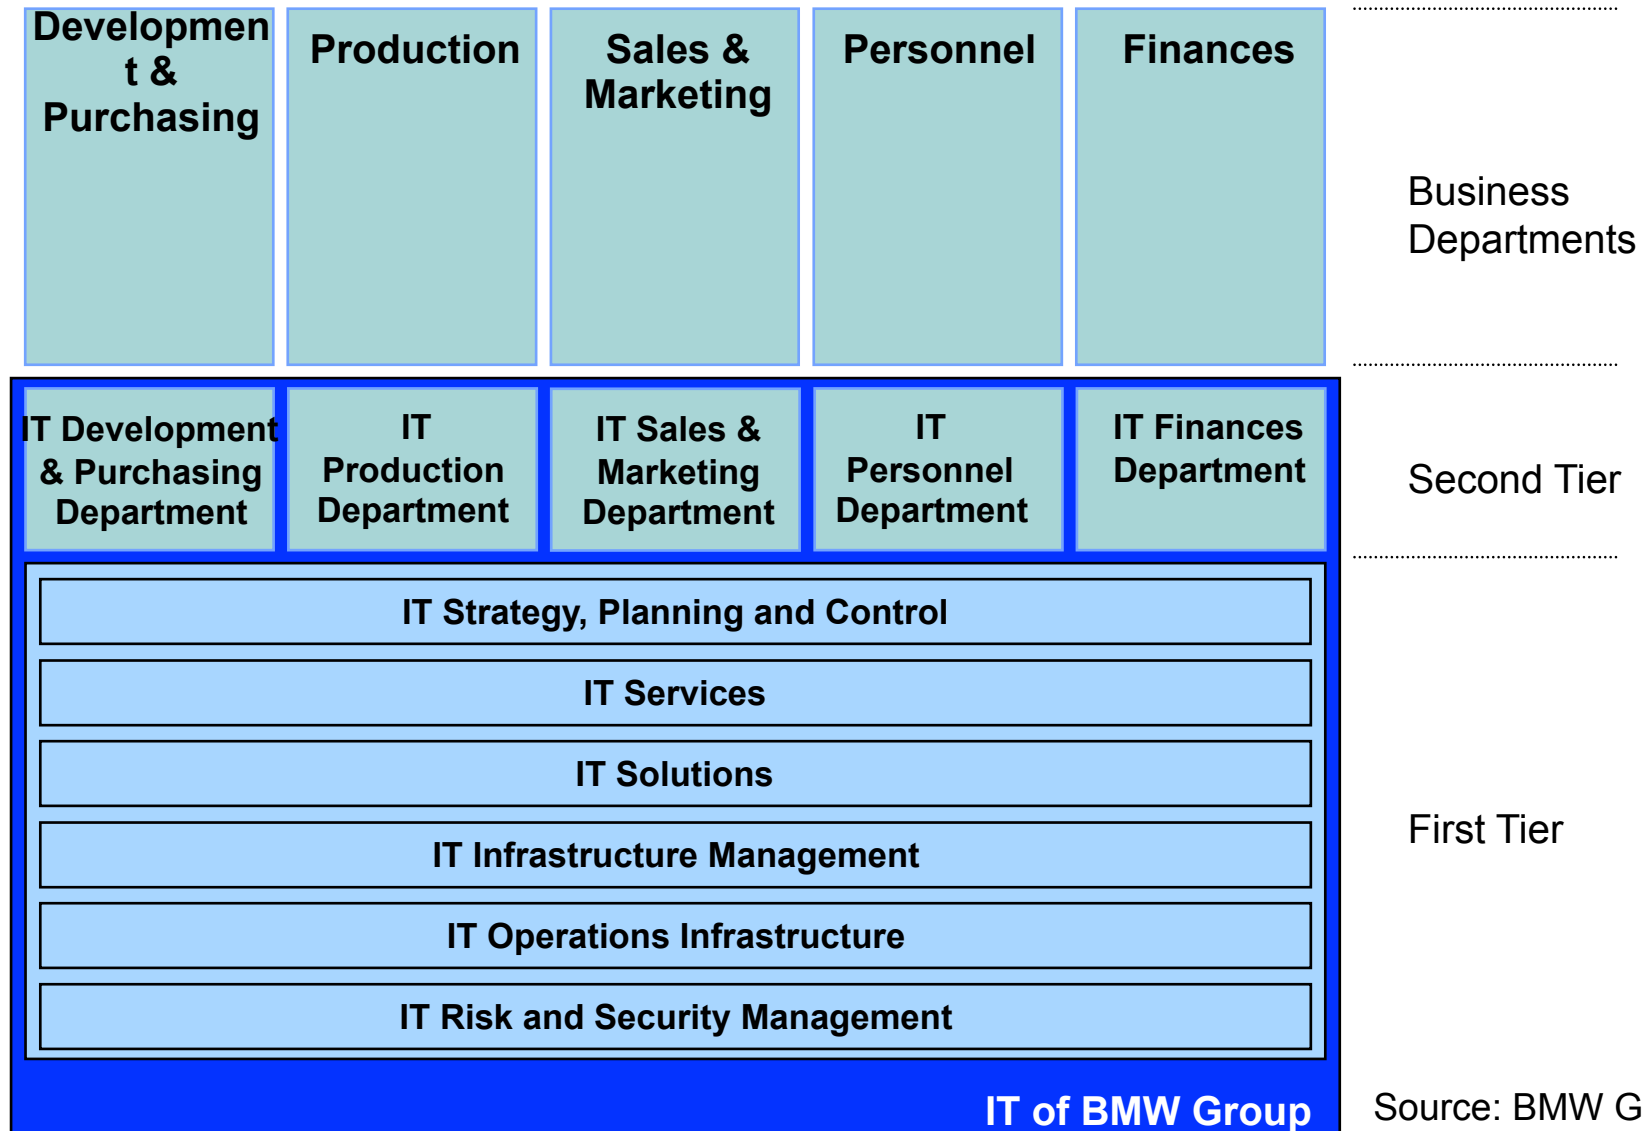 Developmen
t &
Purchasing
Production
Sales &
Marketing
Personnel
Finances
Business
Departments
IT Development
& Purchasing
Department
IT
Production
Department
IT Sales &
Marketing
Department
IT
Personnel
Department
IT Finances
Department
Second Tier
IT Strategy, Planning and Control
IT Services
IT Solutions
IT Infrastructure Management
IT Operations Infrastructure
IT Risk and Security Management
First Tier
IT of BMW Group
Source: BMW G